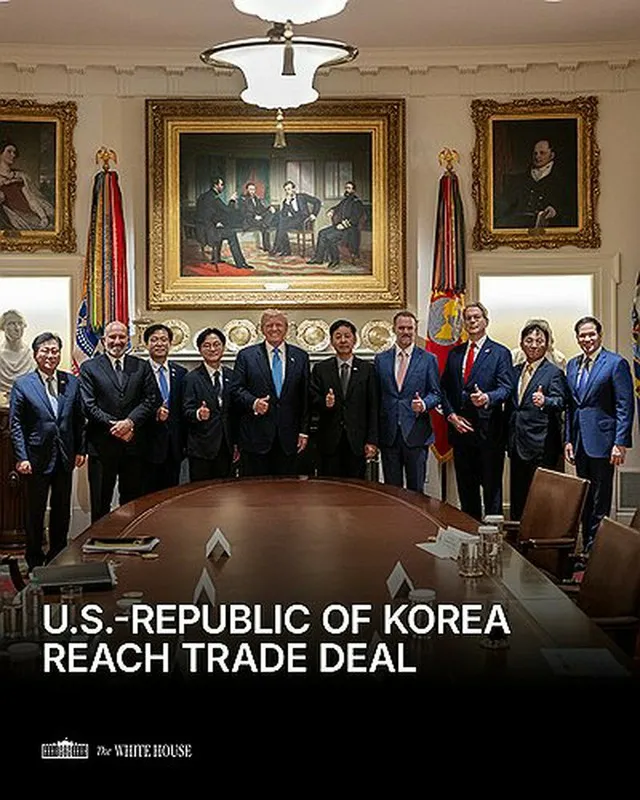 U.S.-REPUBLIC OF KOREA
REACH TRADE DEAL
The WHITE HOUSE